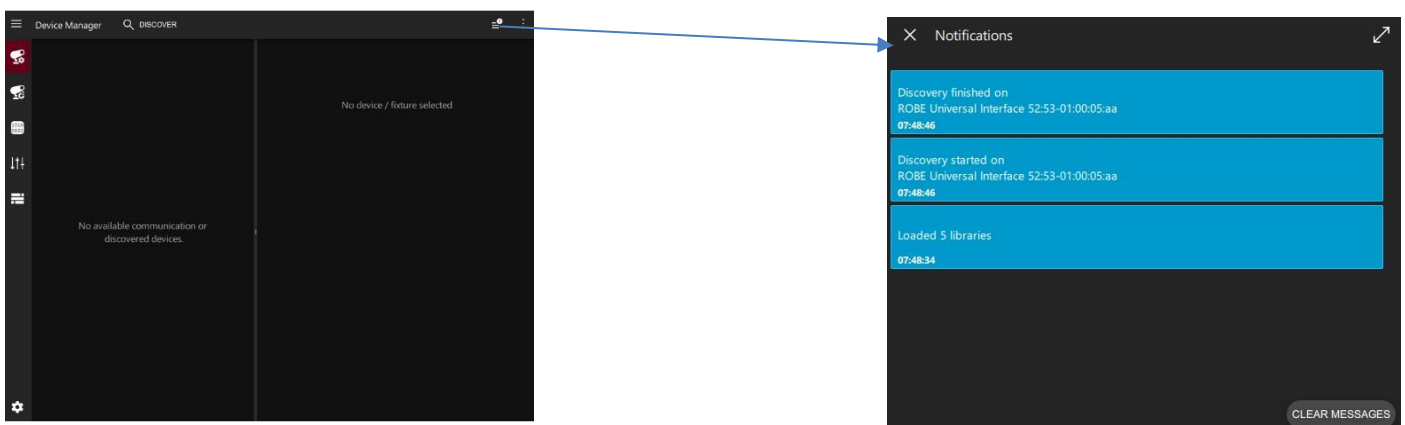 Device Manager
DISCOVER
No device / fixture selected
No available communication or
discovered devices.
Notifications
Discovery finished on
ROBE Universal Interface 52:53-01:00:05:aa
07:48:46
Discovery started on
ROBE Universal Interface 52:53-01:00:05:aa
07:48:46
Loaded 5 libraries
07:48:34
CLEAR MESSAGES